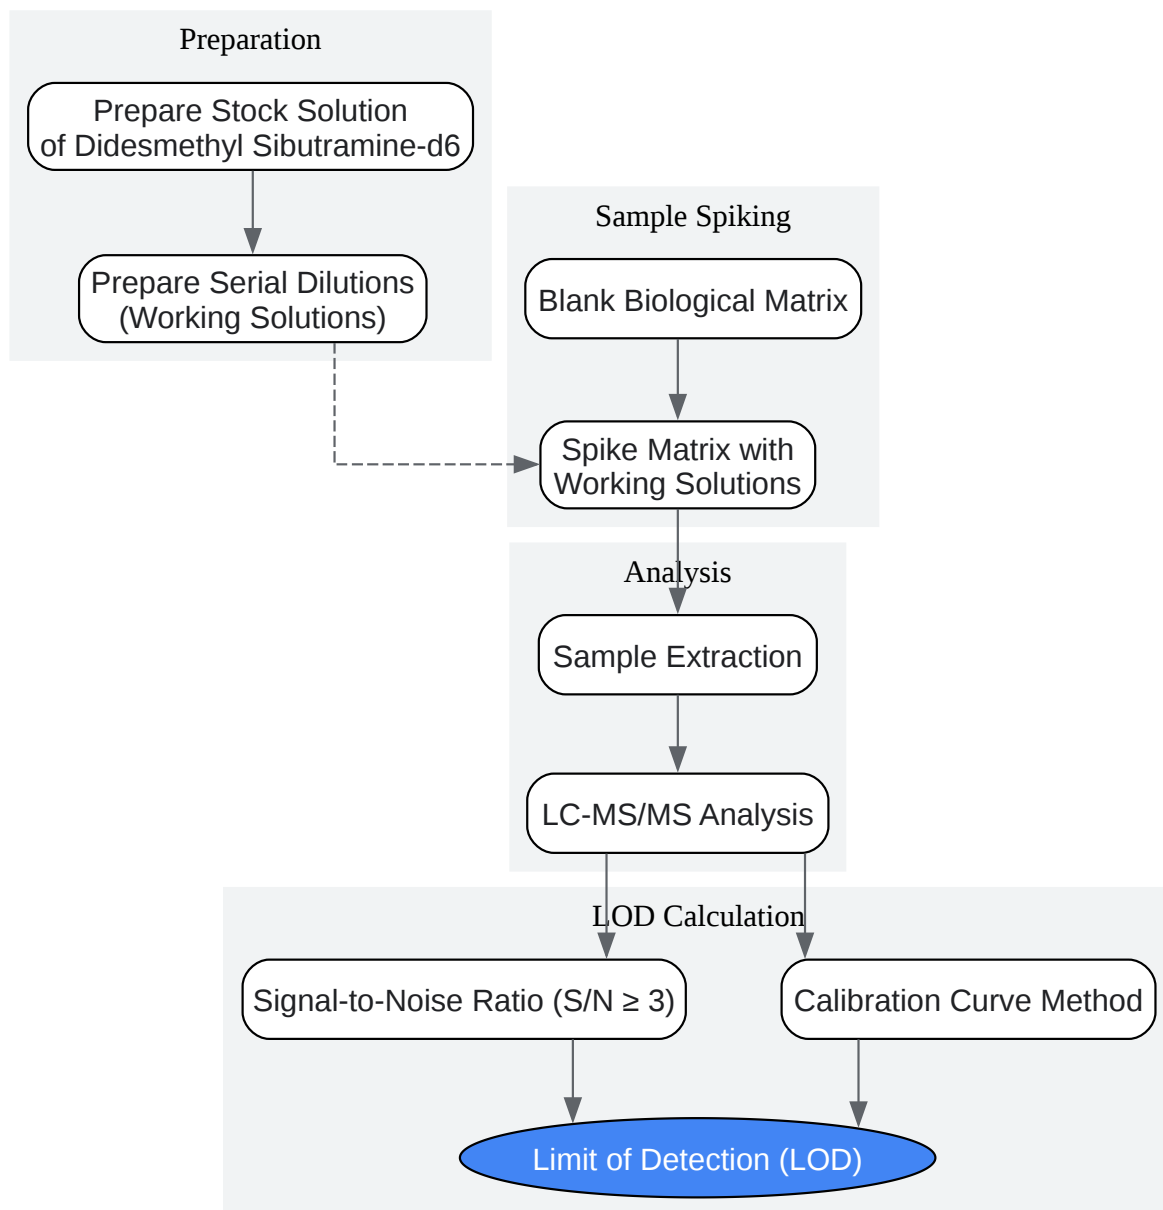 Preparation
Prepare Stock Solution
of Didesmethyl Sibutramine-d6
Prepare Serial Dilutions
(Working Solutions)
Sample Spiking
Blank Biological Matrix
Spike Matrix with
Working Solutions
Analysis
Sample Extraction
LC-MS/MS Analysis
LOD Calculation
Signal-to-Noise Ratio (S/N ≥ 3)
Calibration Curve Method
Limit of Detection (LOD)